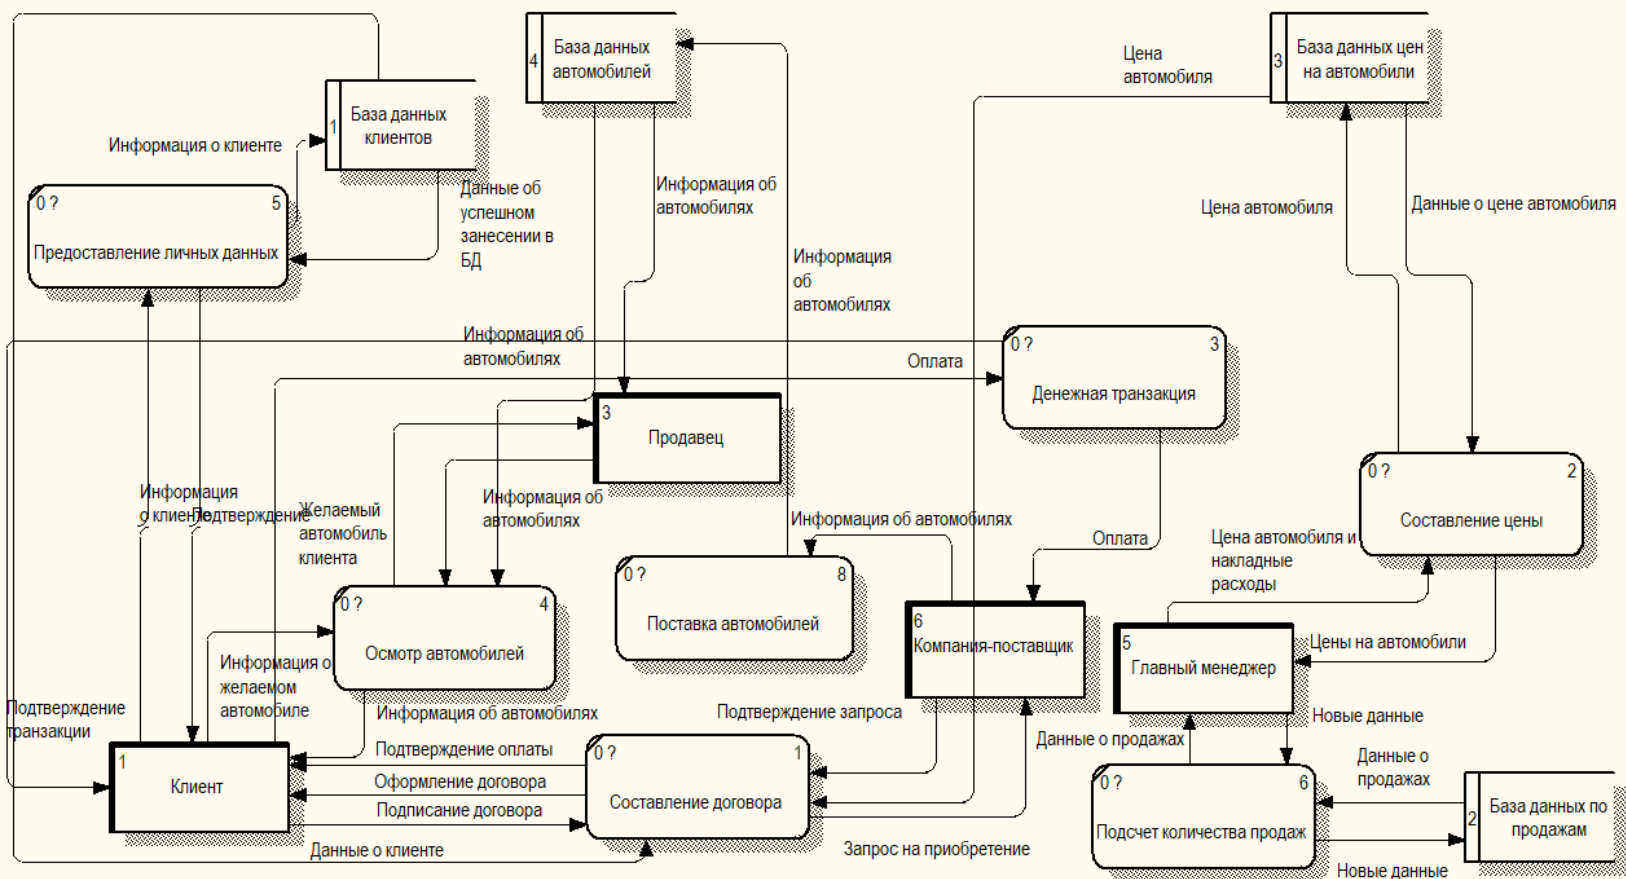 База данных
автомобилей
4
База данных цен
на автомобили
3
Цена
автомобиля
База данных
клиентов
1
Информация о клиенте
0 ?
5
Предоставление личных данных
Данные об
успешном
занесении в
БД
Информация об
автомобилях
Цена автомобиля
Данные о цене автомобиля
Информация
об
автомобилях
Информация об
автомобилях
Оплата
0 ?
3
Денежная транзакция
3
Продавец
0 ?
2
Составление цены
Информация
о клиенте
Подтверждение
Желаемый
автомобиль
клиента
Информация об
автомобилях
Информация об автомобилях
Оплата
Цена автомобиля и
накладные
расходы
0 ?
8
Поставка автомобилей
0 ?
4
Осмотр автомобилей
6
Компания-поставщик
5
Главный менеджер
Цены на автомобили
Информация о
желаемом
автомобиле
Подтверждение
транзакции
Информация об автомобилях
Подтверждение запроса
Данные о продажах
Новые данные
1
Клиент
Подтверждение оплаты
Оформление договора
Подписание договора
Данные о клиенте
0 ?
1
Составление договора
Запрос на приобретение
0 ?
6
Подсчет количества продаж
Данные о
продажах
2
База данных по
продажам
Новые данные